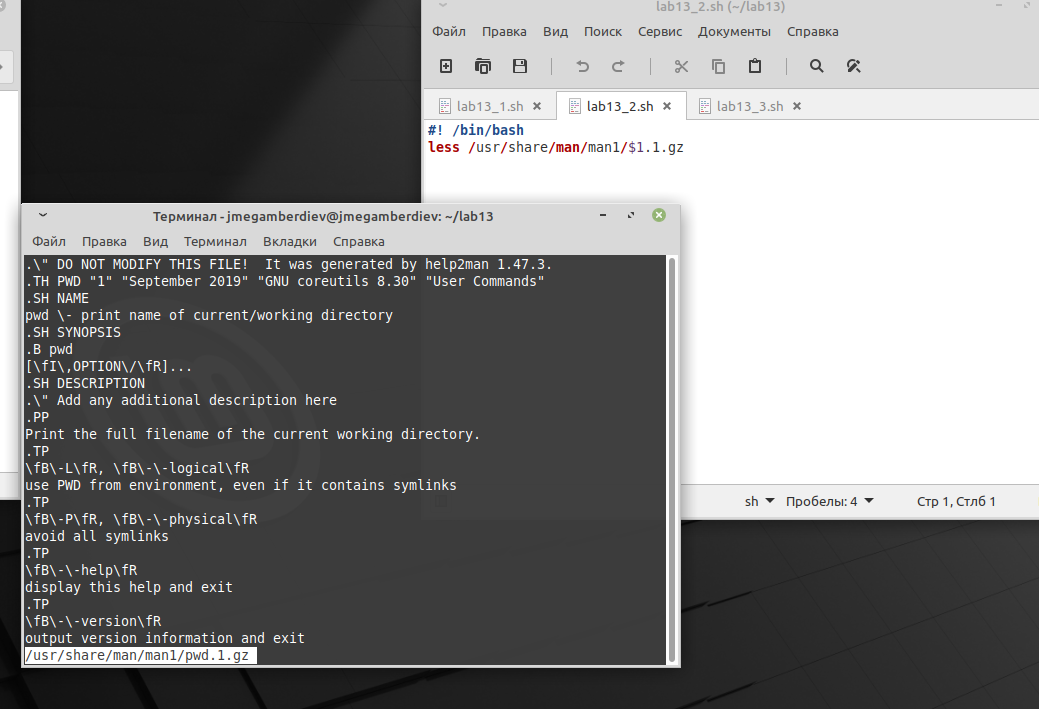 lab13_2.sh (~/lab13)
Файл Правка Вид Поиск Сервис Документы Справка
lab13_1.sh lab13_2.sh lab13_3.sh
#! /bin/bash
less /usr/share/man/man1/$1.1.gz
Терминал - jmegamberdiev@jmegamberdiev: ~/lab13
Файл Правка Вид Терминал Вкладки Справка
.\" DO NOT MODIFY THIS FILE!  It was generated by help2man 1.47.3.
.TH PWD "1" "September 2019" "GNU coreutils 8.30" "User Commands"
.SH NAME
pwd \- print name of current/working directory
.SH SYNOPSIS
.B pwd
[\fI\,OPTION\/\fR]...
.SH DESCRIPTION
.\" Add any additional description here
.PP
Print the full filename of the current working directory.
.TP
\fB\-L\fR, \fB\-\-logical\fR
use PWD from environment, even if it contains symlinks
.TP
\fB\-P\fR, \fB\-\-physical\fR
avoid all symlinks
.TP
\fB\-\-help\fR
display this help and exit
.TP
\fB\-\-version\fR
output version information and exit
/usr/share/man/man1/pwd.1.gz
sh Пробелы: 4 Стр 1, Стлб 1